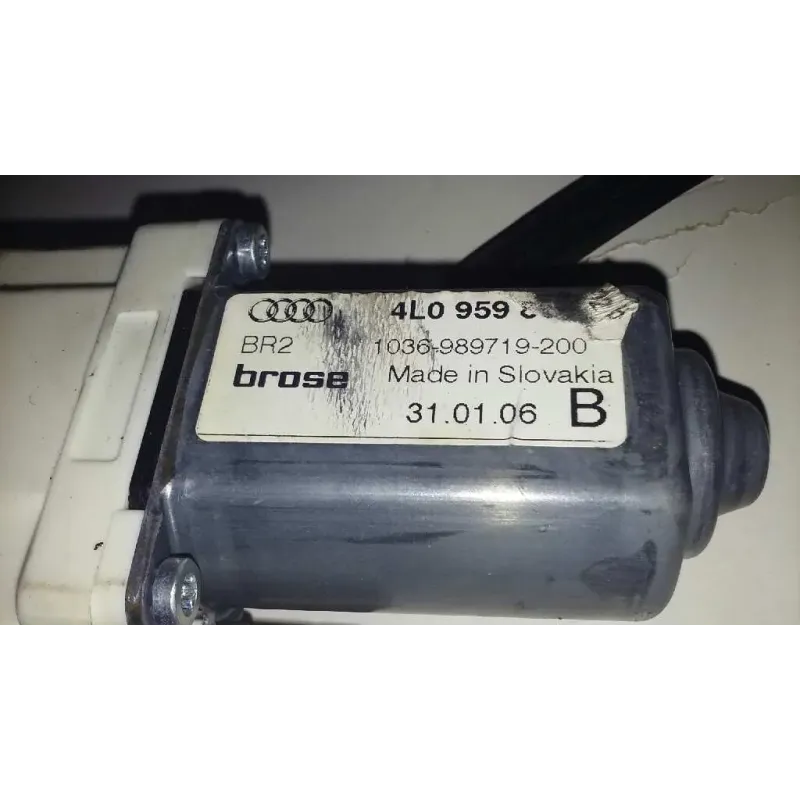 4L0 959
BR2 1036-989719-200
brose Made in Slovakia
31.01.06 B